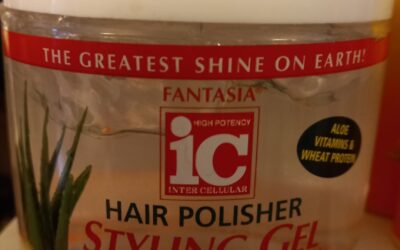 THE GREATEST SHINE ON EARTH!
FANTASIA
HIGH POTENCY
ic
INTER CELLULAR
ALOE
VITAMINS &
WHEAT PROTEIN
HAIR POLISHER
STYLING GEL